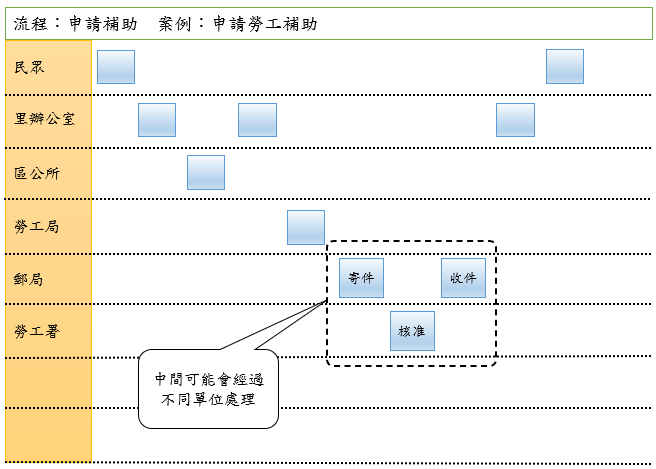 流程：申請補助　案例：申請勞工補助
民眾
里辦公室
區公所
勞工局
郵局
寄件
收件
勞工署
核准
中間可能會經過
不同單位處理